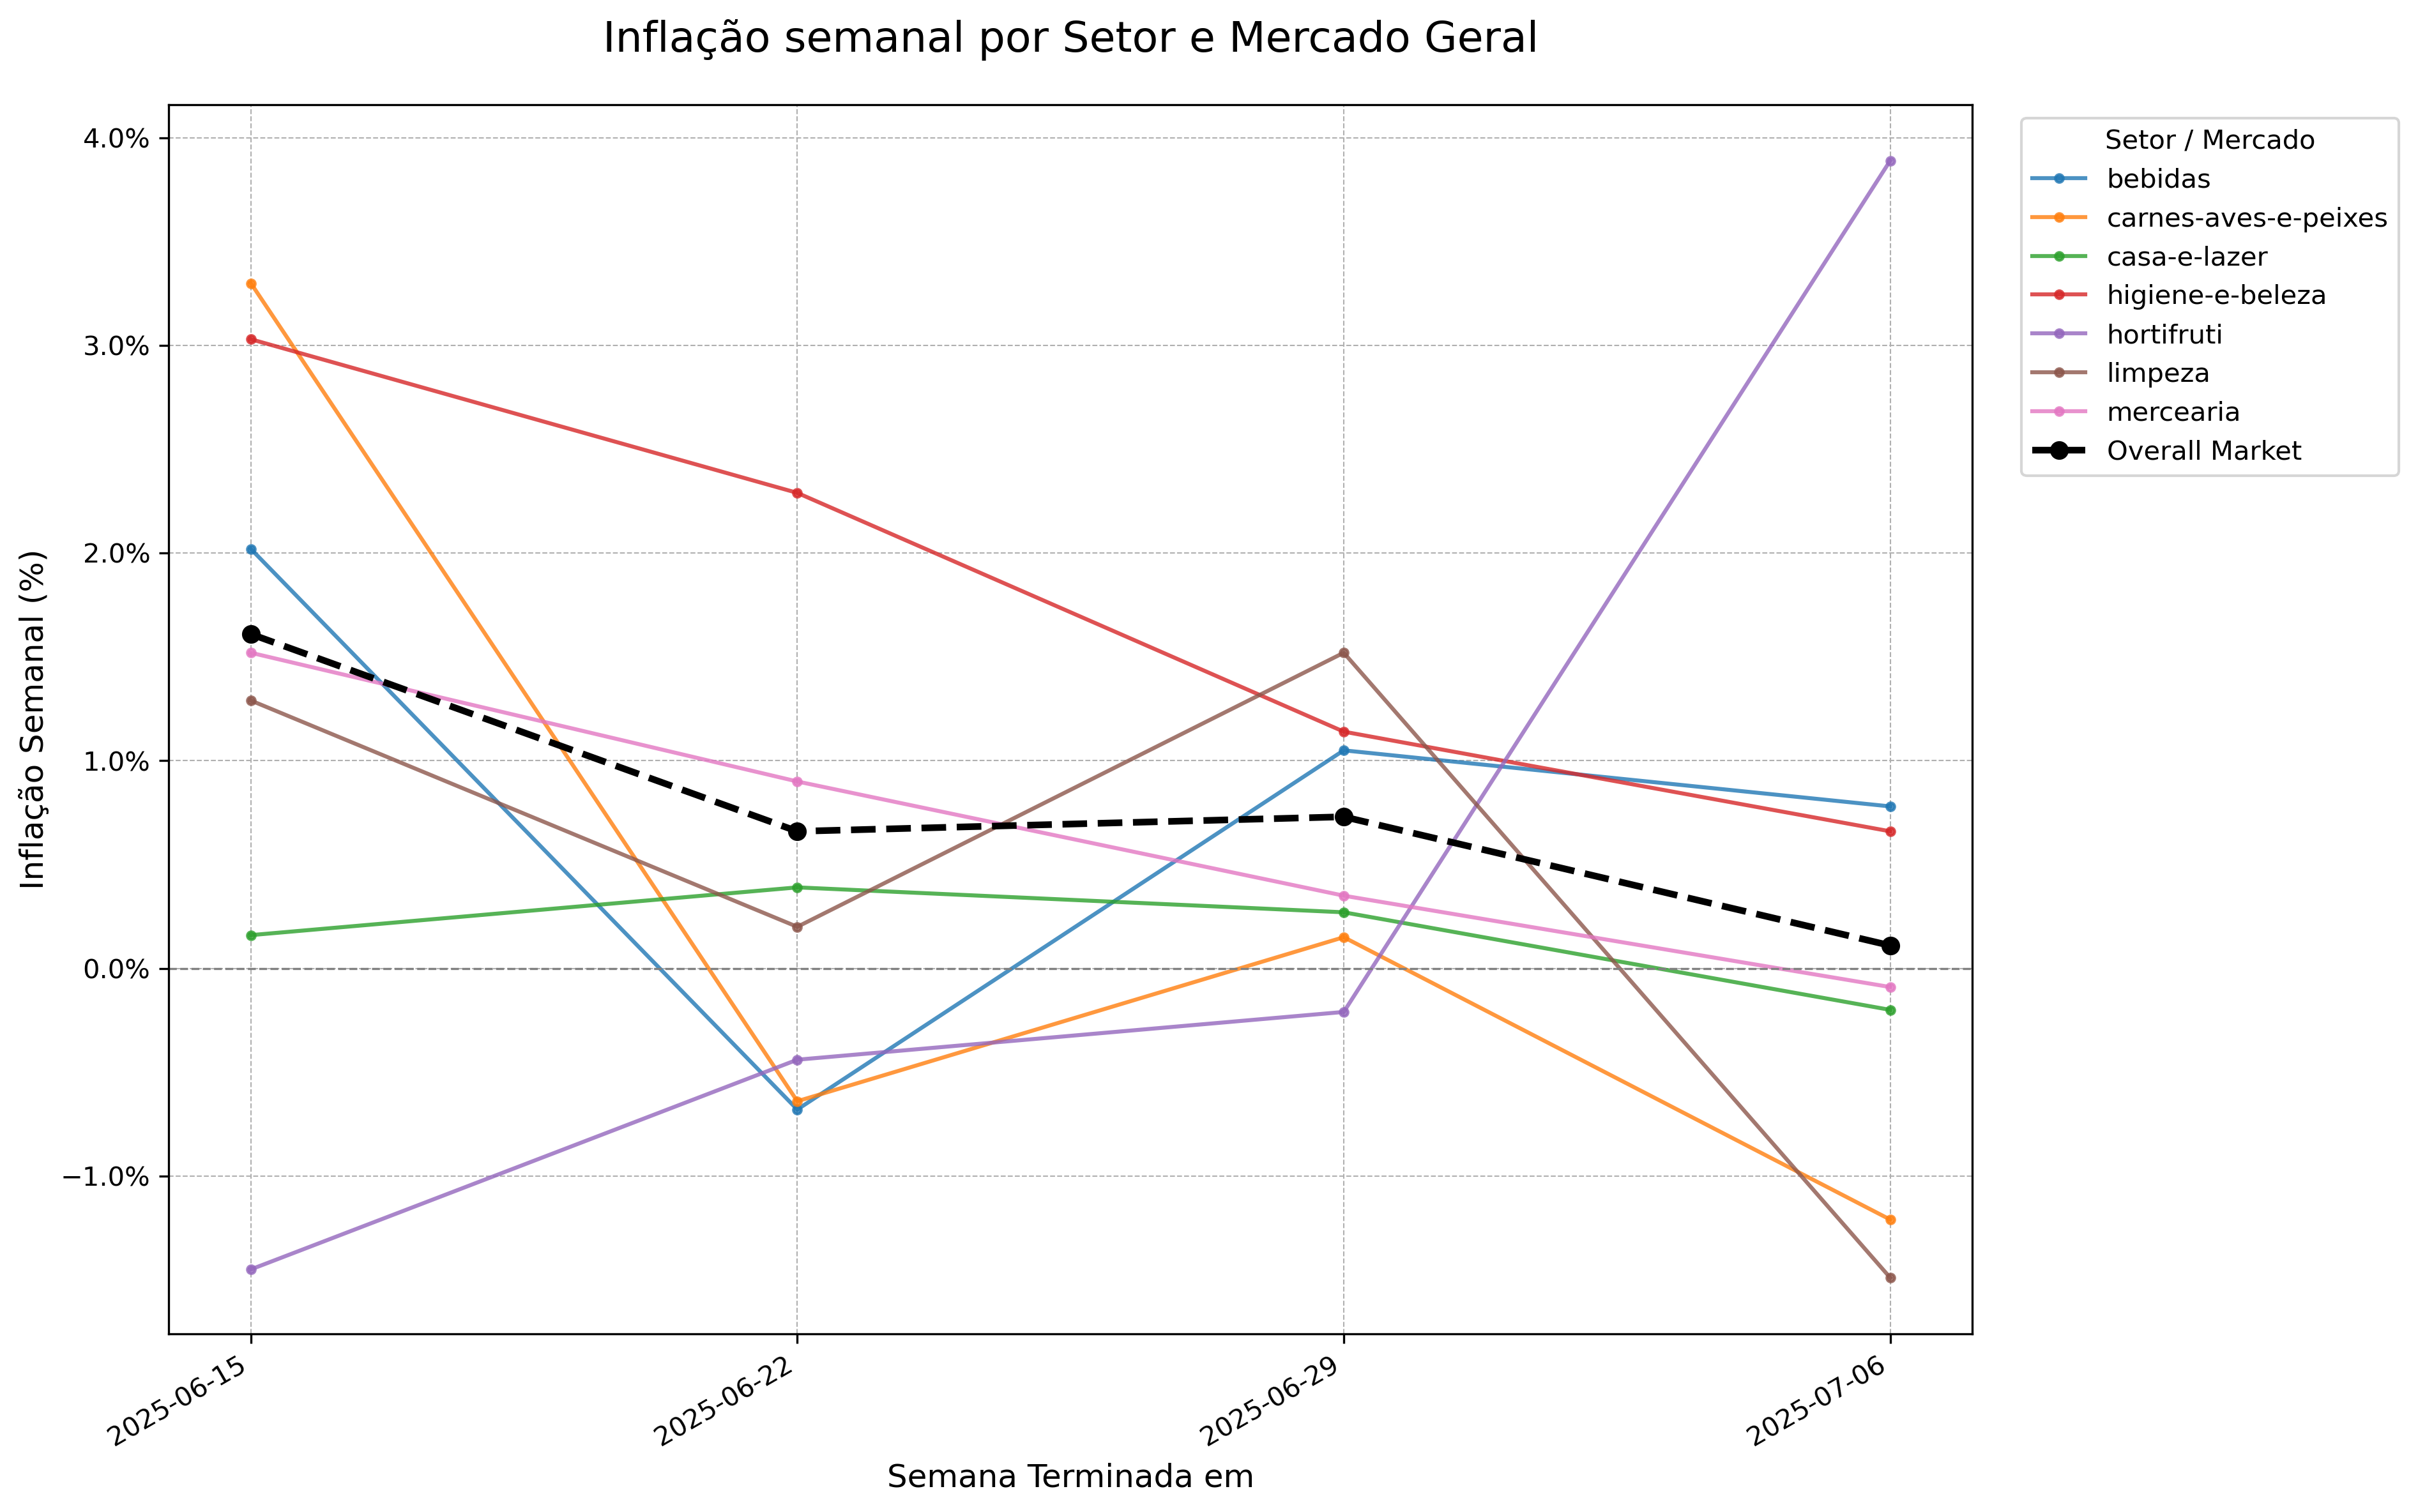 Inflação semanal por Setor e Mercado Geral
Inflação Semanal (%)
4.0%
3.0%
2.0%
1.0%
0.0%
−1.0%
2025-06-15
2025-06-22
2025-06-29
2025-07-06
Semana Terminada em
Setor / Mercado
bebidas
carnes-aves-e-peixes
casa-e-lazer
higiene-e-beleza
hortifruti
limpeza
mercearia
Overall Market